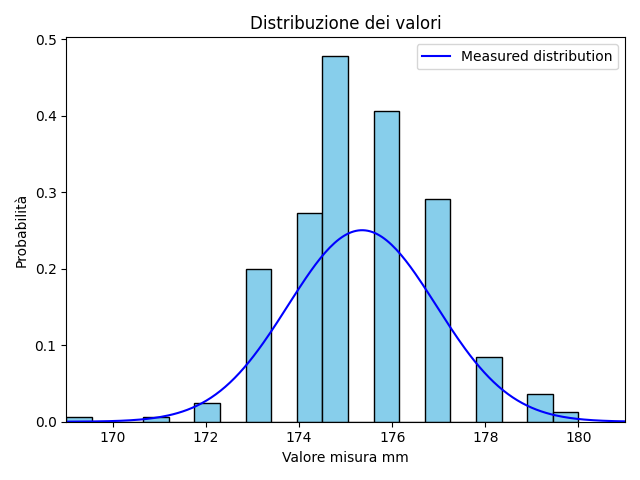 Distribuzione dei valori
Measured distribution
0.5
0.4
0.3
0.2
0.1
0.0
Probabilità
170 172 174 176 178 180
Valore misura mm